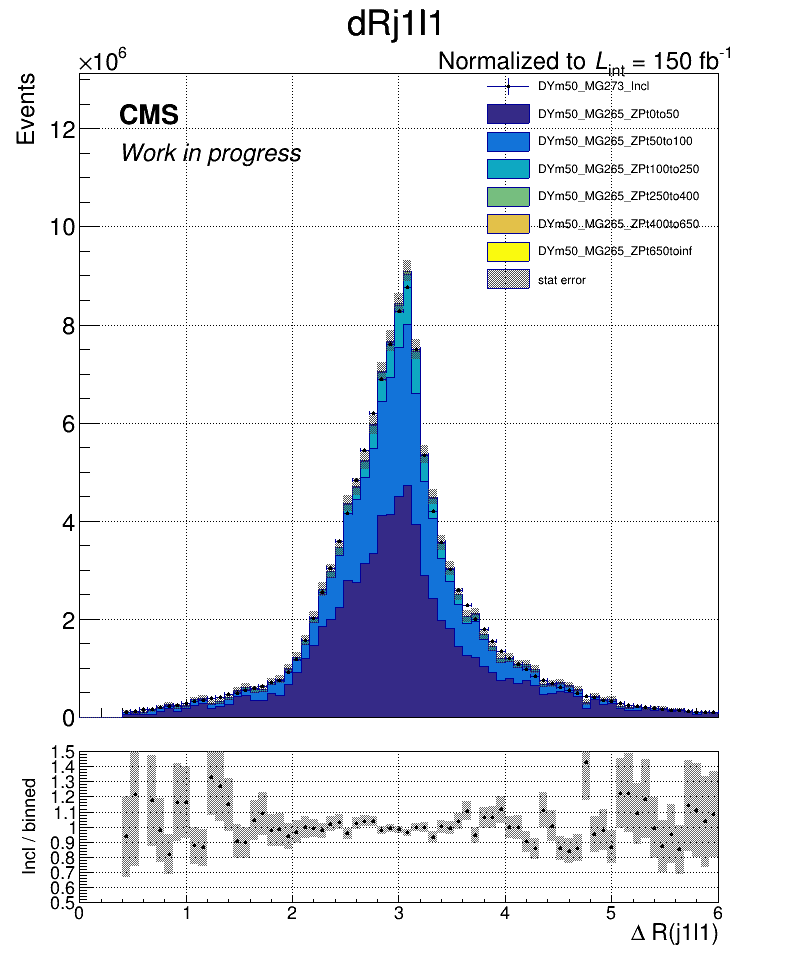 dRj1l1
×10⁶
Normalized to L_int = 150 fb⁻¹
Events
CMS
Work in progress
DYm50_MG273_Incl
DYm50_MG265_ZPt0to50
DYm50_MG265_ZPt50to100
DYm50_MG265_ZPt100to250
DYm50_MG265_ZPt250to400
DYm50_MG265_ZPt400to650
DYm50_MG265_ZPt650toinf
stat error
12
10
8
6
4
2
0
Incl / binned
1.5
1.4
1.3
1.2
1.1
1
0.9
0.8
0.7
0.6
0.5
0 1 2 3 4 5 6
Δ R(j1l1)